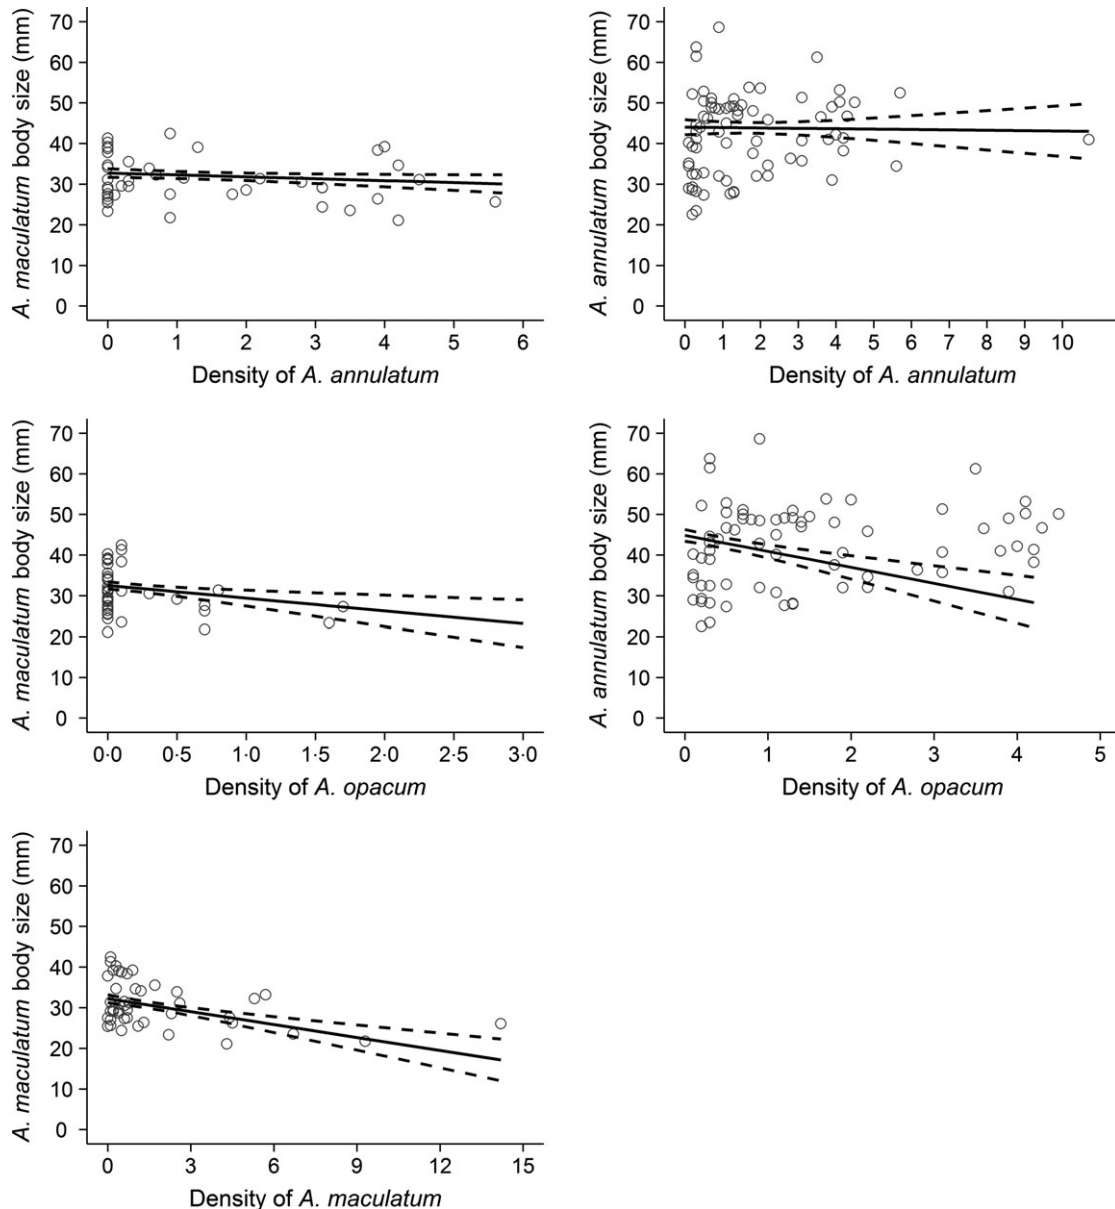 70
60
50
40
30
20
10
0
A. maculatum body size (mm)
0 1 2 3 4 5 6
Density of A. annulatum
70
60
50
40
30
20
10
0
A. annulatum body size (mm)
0 1 2 3 4 5 6 7 8 9 10
Density of A. annulatum
70
60
50
40
30
20
10
0
A. maculatum body size (mm)
0·0 0·5 1·0 1·5 2·0 2·5 3·0
Density of A. opacum
70
60
50
40
30
20
10
0
A. annulatum body size (mm)
0 1 2 3 4 5
Density of A. opacum
70
60
50
40
30
20
10
0
A. maculatum body size (mm)
0 3 6 9 12 15
Density of A. maculatum